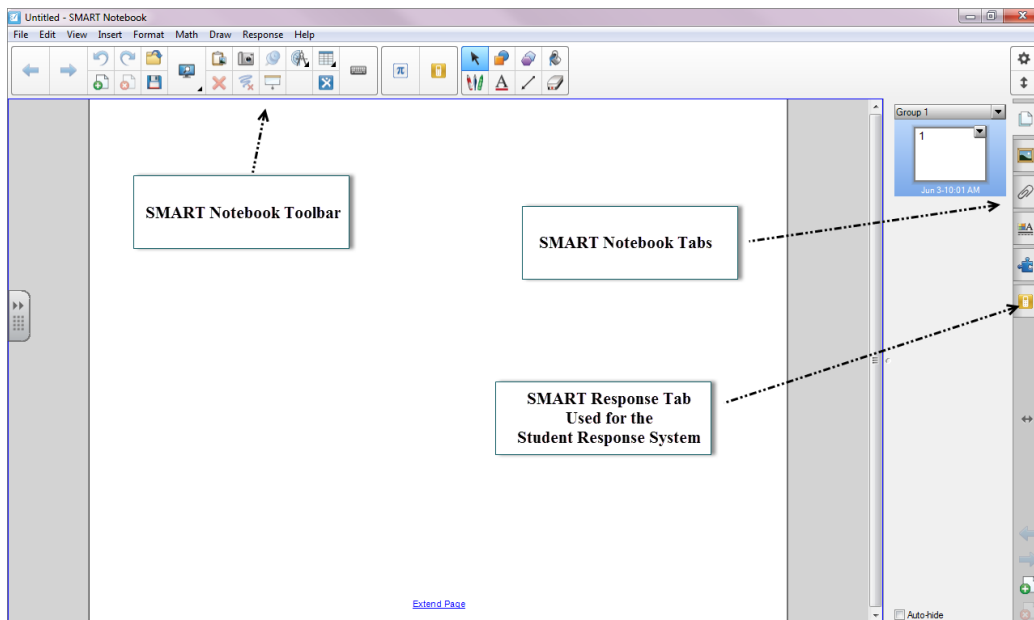 Untitled - SMART Notebook
File Edit View Insert Format Math Draw Response Help
π
A
Group 1
1
Jun 3-10:01 AM
A
SMART Notebook Toolbar
SMART Notebook Tabs
SMART Response Tab
Used for the
Student Response System
Extend Page
Auto-hide